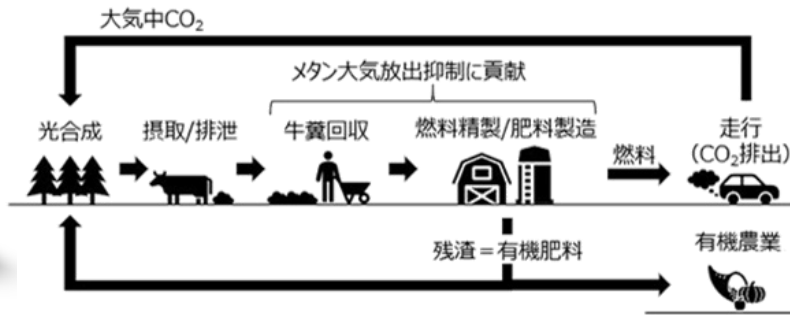 大気中CO₂
メタン大気放出抑制に貢献
光合成
摂取/排泄
牛糞回収
燃料精製/肥料製造
燃料
走行
（CO₂排出）
残渣＝有機肥料
有機農業